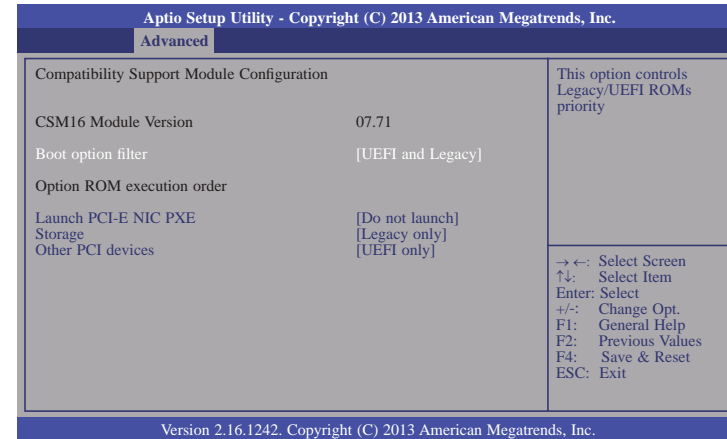 Aptio Setup Utility - Copyright (C) 2013 American Megatrends, Inc.
Advanced
Compatibility Support Module Configuration
CSM16 Module Version 07.71
Boot option filter [UEFI and Legacy]
Option ROM execution order
Launch PCI-E NIC PXE [Do not launch]
Storage [Legacy only]
Other PCI devices [UEFI only]
This option controls
Legacy/UEFI ROMs
priority
→ ←: Select Screen
↑↓: Select Item
Enter: Select
+/-: Change Opt.
F1: General Help
F2: Previous Values
F4: Save & Reset
ESC: Exit
Version 2.16.1242. Copyright (C) 2013 American Megatrends, Inc.